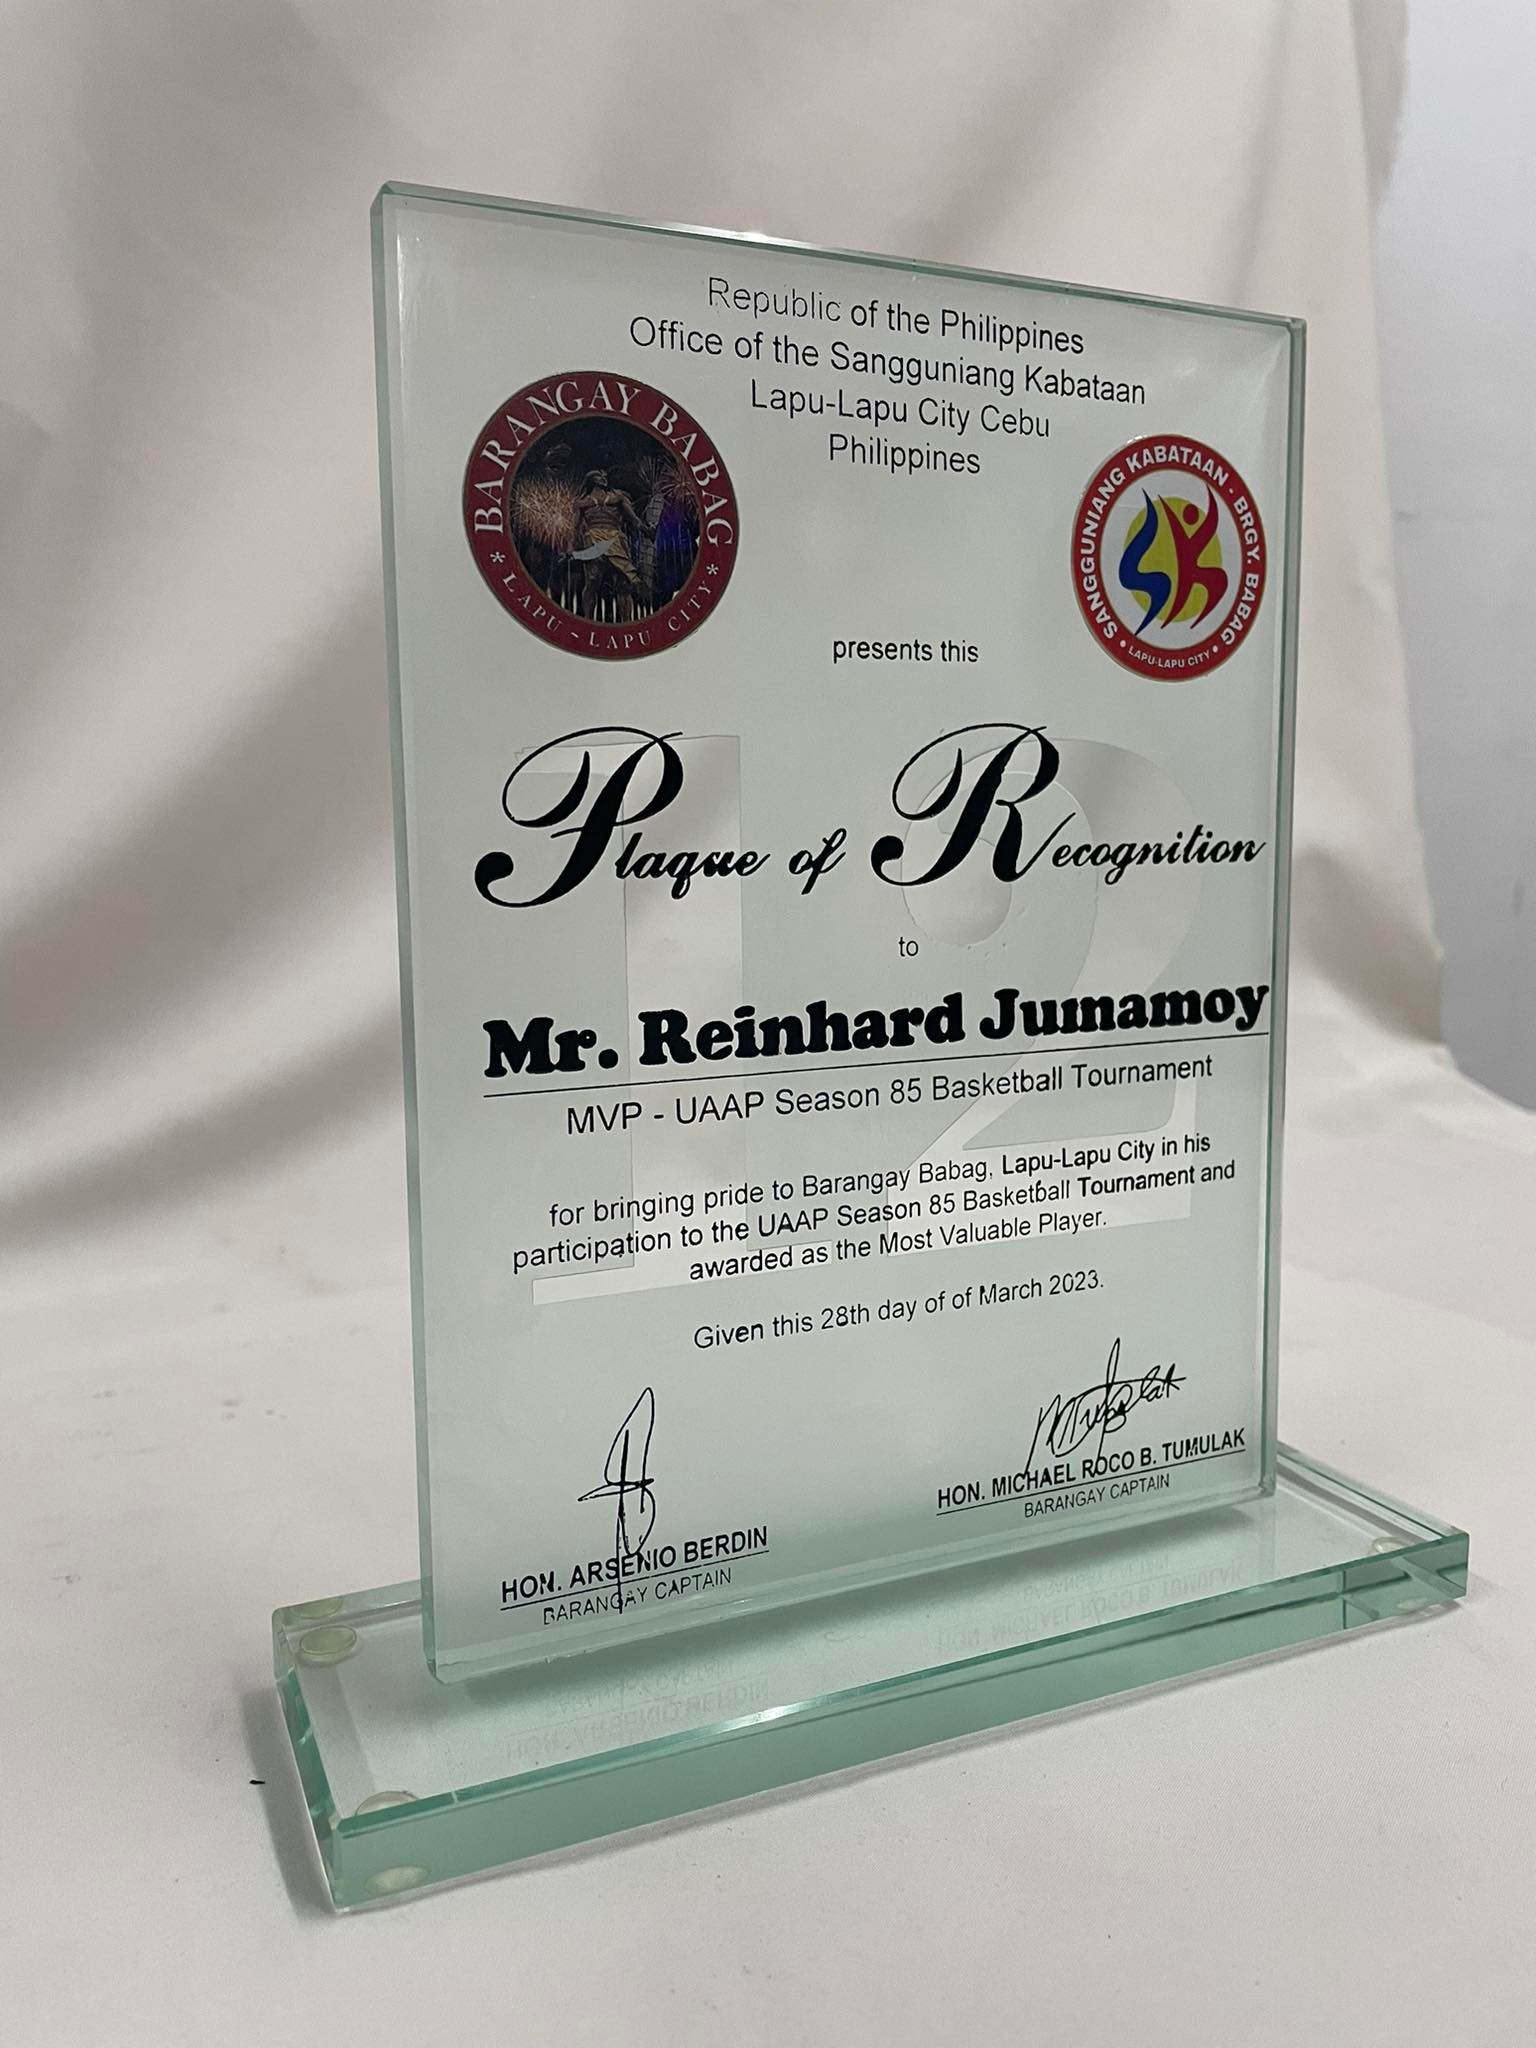 Republic of the Philippines
Office of the Sangguniang Kabataan
Lapu-Lapu City Cebu
Philippines
BARANGAY BABAG
* LAPU - LAPU CITY *
SANGGUNIANG KABATAAN - BRGY. BABAG
• LAPU-LAPU CITY •
SK
presents this
12
Plaque of Recognition
to
Mr. Reinhard Jumamoy
MVP - UAAP Season 85 Basketball Tournament
for bringing pride to Barangay Babag, Lapu-Lapu City in his
participation to the UAAP Season 85 Basketball Tournament and
awarded as the Most Valuable Player.
Given this 28th day of of March 2023.
HON. ARSENIO BERDIN
BARANGAY CAPTAIN
HON. MICHAEL ROCO B. TUMULAK
BARANGAY CAPTAIN